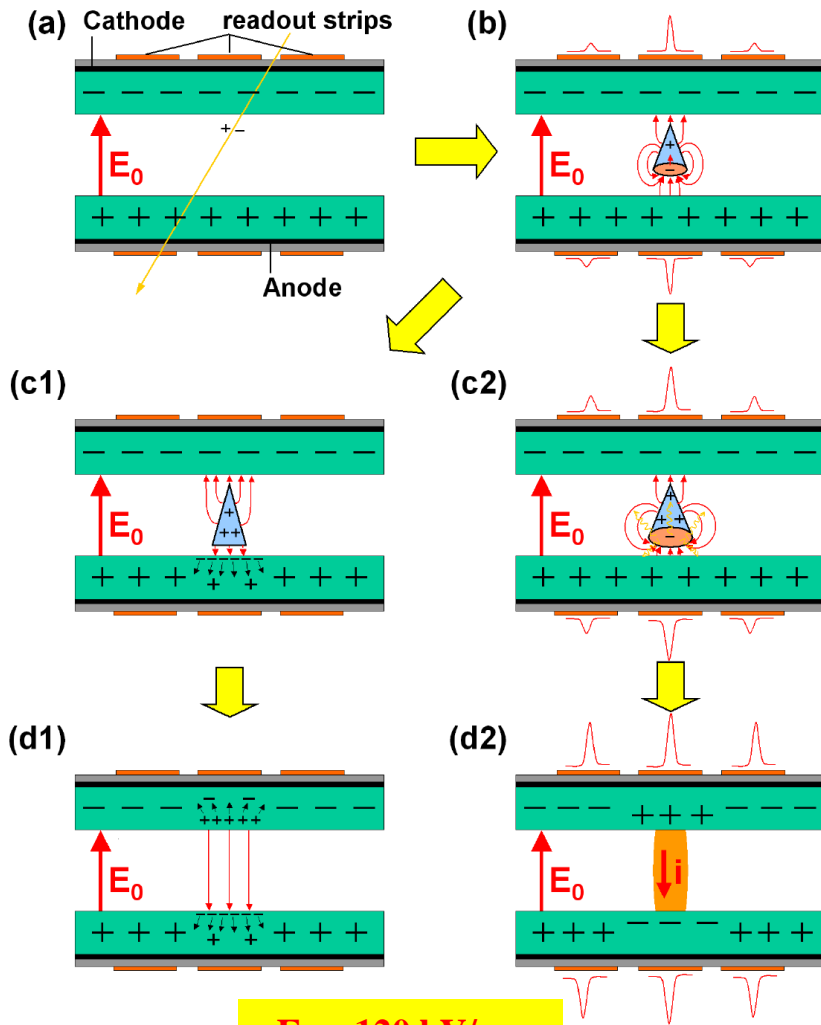 (a) Cathode readout strips (b)
− − − − − − − −
− − − − − − − −
+ −
+
−
E₀
E₀
+ + + + + + + +
+ + + + + + + +
Anode
(c1) (c2)
− − − − − − − −
− − − − − − − −
+
++
+
+ +
−
E₀
E₀
+ + + + + + + +
+ + + + + + + +
(d1) (d2)
− − − − − − − −
+ + + + +
− − − − − −
+ + +
E₀
E₀
i
− − −
+ + + + + + + +
+ + + + + +